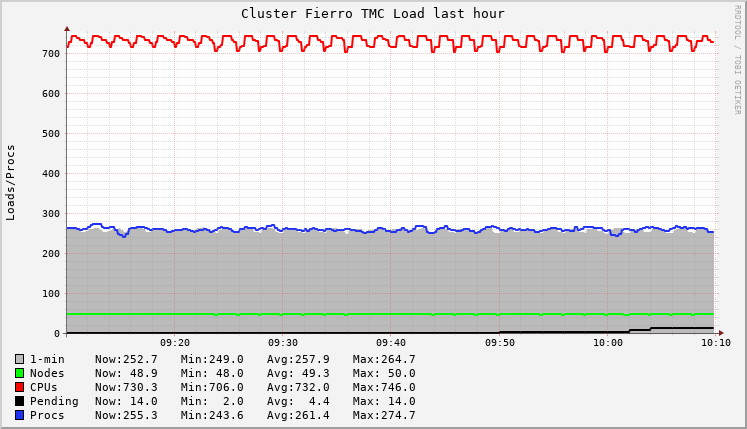 Cluster Fierro TMC Load last hour
RRDTOOL / TOBI OETIKER
Loads/Procs
700
600
500
400
300
200
100
0
09:20 09:30 09:40 09:50 10:00 10:10
1-min Now:252.7 Min:249.0 Avg:257.9 Max:264.7
Nodes Now: 48.9 Min: 48.0 Avg: 49.3 Max: 50.0
CPUs Now:730.3 Min:706.0 Avg:732.0 Max:746.0
Pending Now: 14.0 Min: 2.0 Avg: 4.4 Max: 14.0
Procs Now:255.3 Min:243.6 Avg:261.4 Max:274.7